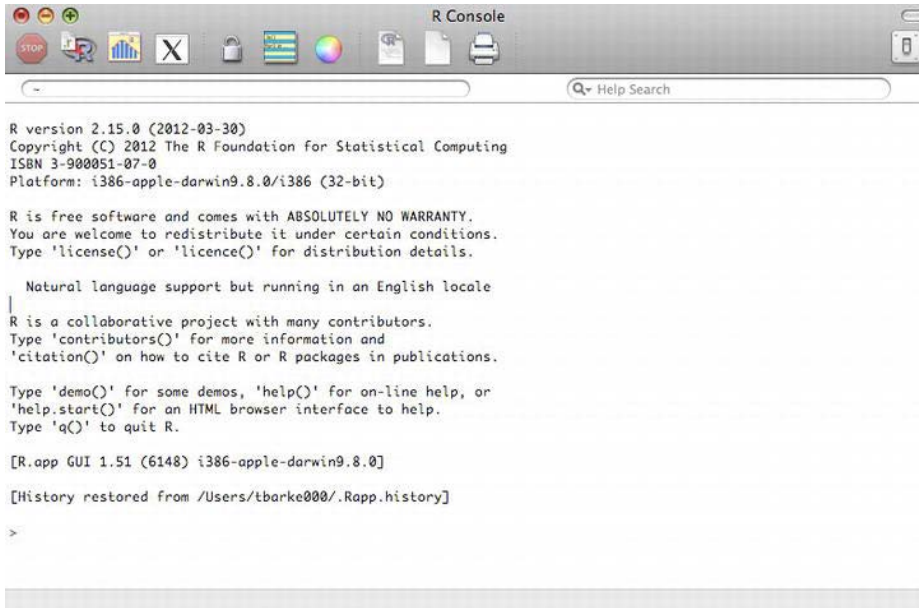 R Console
STOP
R
X
~
Q Help Search
R version 2.15.0 (2012-03-30)
Copyright (C) 2012 The R Foundation for Statistical Computing
ISBN 3-900051-07-0
Platform: i386-apple-darwin9.8.0/i386 (32-bit)
R is free software and comes with ABSOLUTELY NO WARRANTY.
You are welcome to redistribute it under certain conditions.
Type 'license()' or 'licence()' for distribution details.
Natural language support but running in an English locale
R is a collaborative project with many contributors.
Type 'contributors()' for more information and
'citation()' on how to cite R or R packages in publications.
Type 'demo()' for some demos, 'help()' for on-line help, or
'help.start()' for an HTML browser interface to help.
Type 'q()' to quit R.
[R.app GUI 1.51 (6148) i386-apple-darwin9.8.0]
[History restored from /Users/tbarke000/.Rapp.history]
>